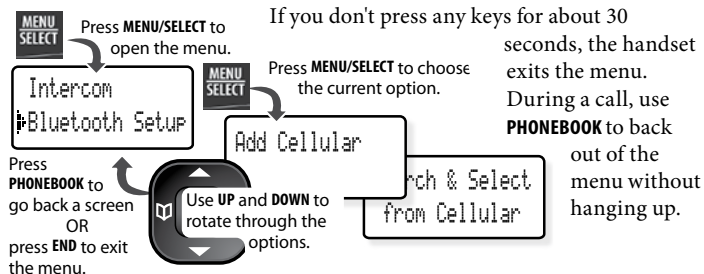 MENU
SELECT
Press MENU/SELECT to
open the menu.
If you don't press any keys for about 30
seconds, the handset
exits the menu.
During a call, use
PHONEBOOK to back
out of the
menu without
hanging up.
Intercom
Bluetooth Setup
MENU
SELECT
Press MENU/SELECT to choose
the current option.
Add Cellular
Press
PHONEBOOK to
go back a screen
OR
press END to exit
the menu.
Use UP and DOWN to
rotate through the
options.
rch & Select
from Cellular